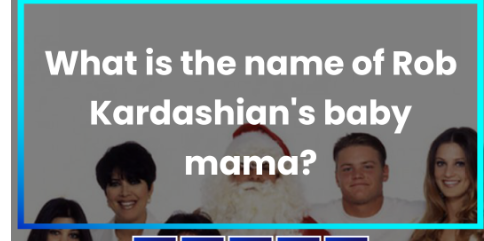 What is the name of Rob
Kardashian's baby
mama?